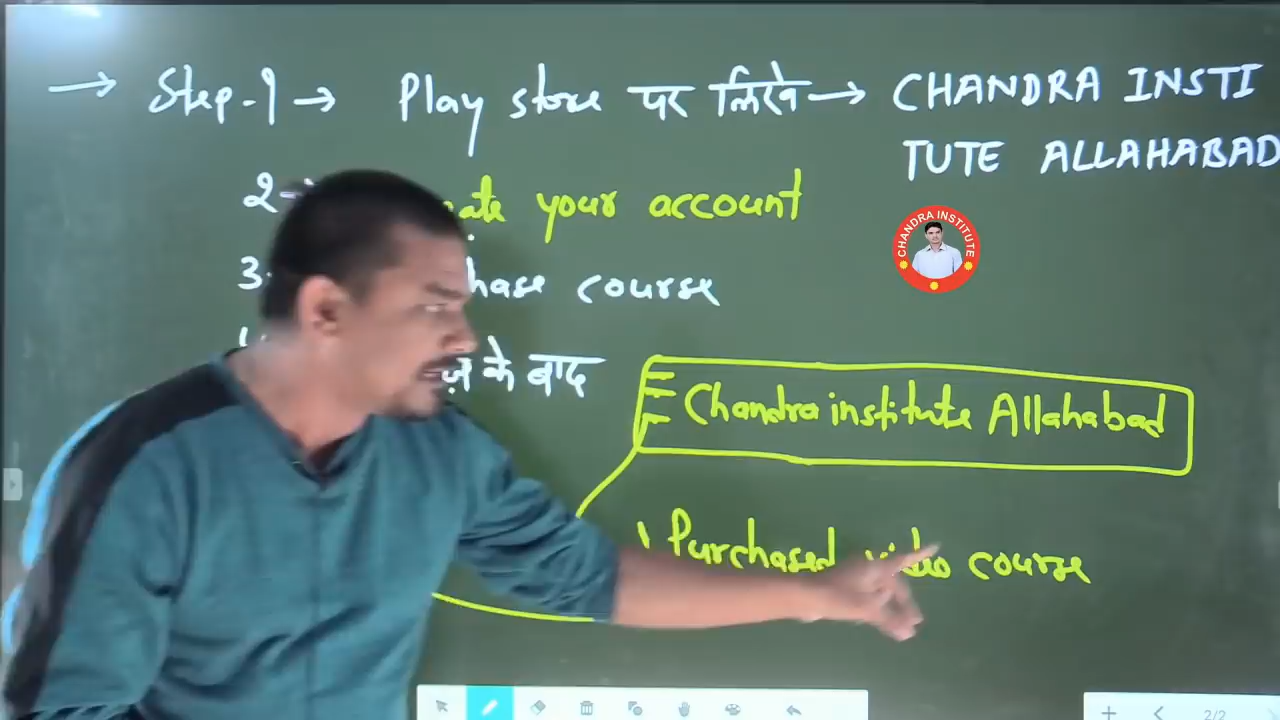 → Step-1 → Play store पर लिखे → CHANDRA INSTI
TUTE ALLAHABAD
2 your account
CHANDRA INSTITUTE
3 course
के बाद
Chandra institute Allahabad
Purchased video course
2/2